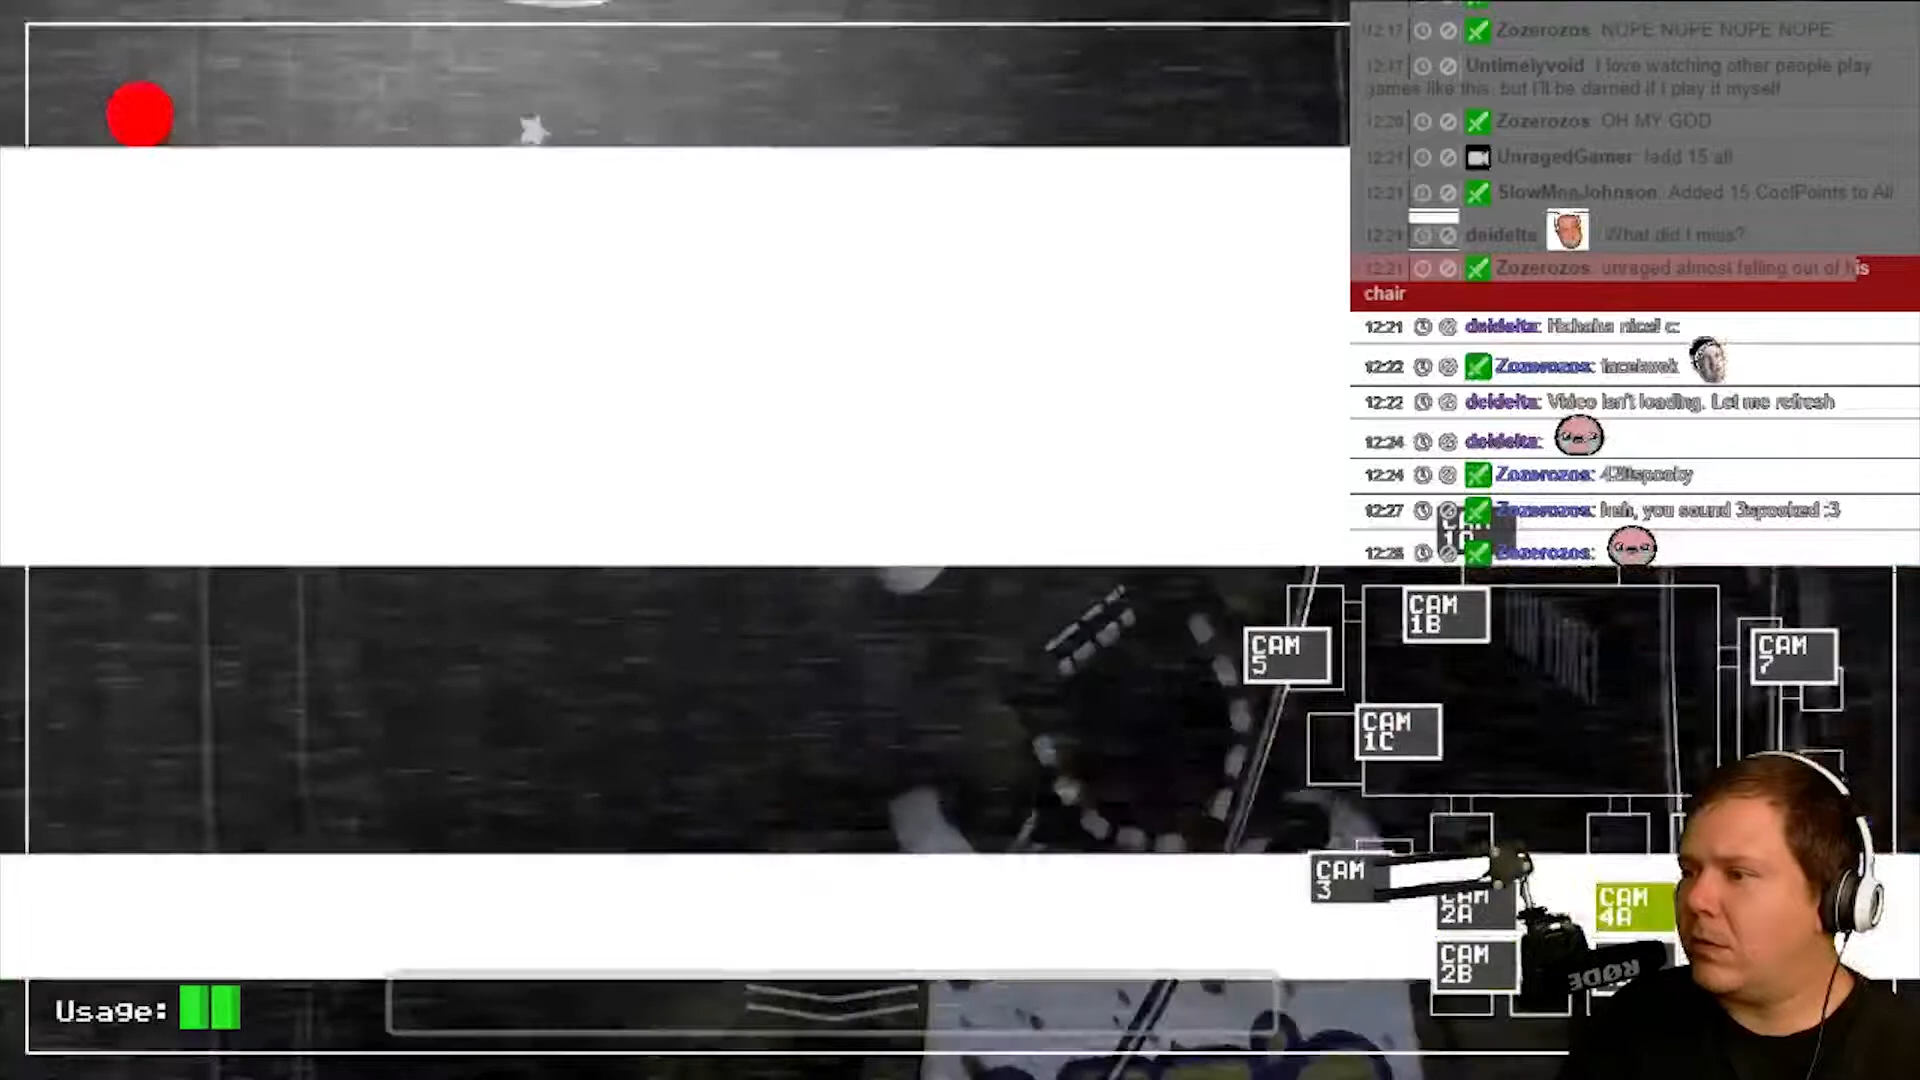 12:17 Zozerozos: NOPE NOPE NOPE NOPE
12:17 Untimelyvoid: I love watching other people play
games like this, but I'll be darned if I play it myself
12:20 Zozerozos: OH MY GOD
12:21 UnragedGamer: !add 15 all
12:21 SlowMnnJohnson: Added 15 CoolPoints to All
12:21 deidelta: What did I miss?
12:21 Zozerozos: unraged almost falling out of his
chair
12:21 deidelta: Hahaha nice! c:
12:22 Zozerozos: facebwok
12:22 deidelta: Video isn't loading. Let me refresh
12:24 deidelta:
12:24 Zozerozos:
12:27 Zozerozos: huh, you sound 3spooked :3
12:28 Zozerozos:
CAM
1B
CAM
5
CAM
7
CAM
1C
CAM
3
CAM
2A
CAM
4A
CAM
2B
RØDE
Usage: